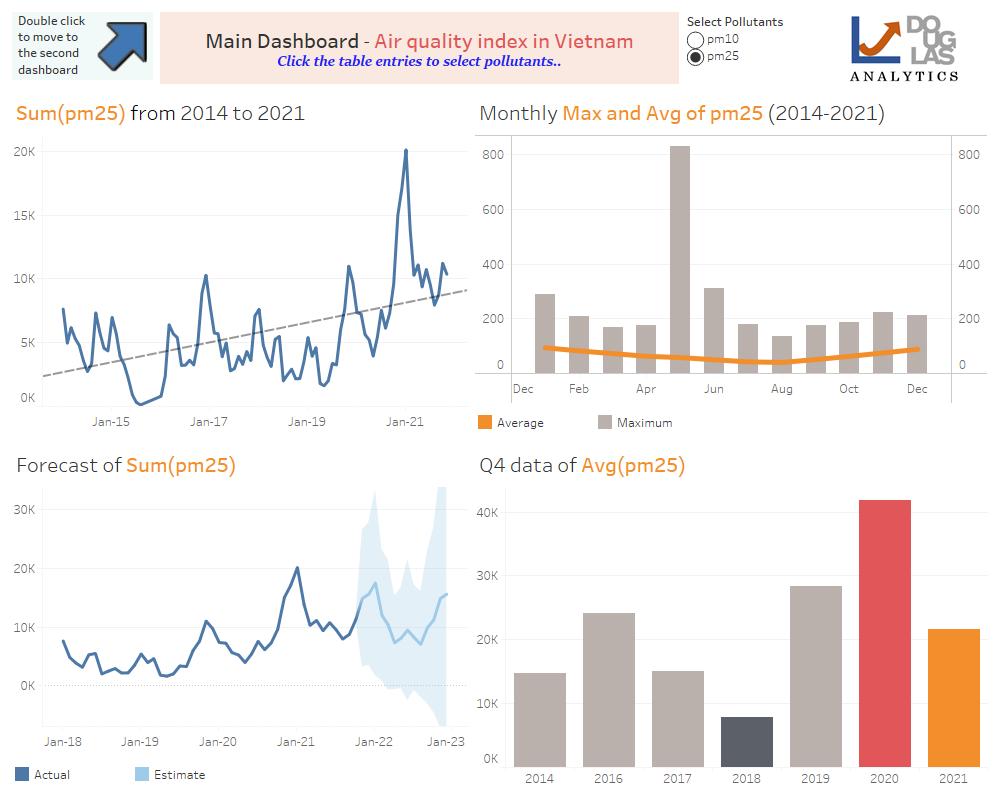 Double click
to move to
the second
dashboard
Main Dashboard - Air quality index in Vietnam
Click the table entries to select pollutants..
Select Pollutants
pm10
pm25
DO
UG
LAS
ANALYTICS
Sum(pm25) from 2014 to 2021
20K
15K
10K
5K
0K
Jan-15 Jan-17 Jan-19 Jan-21
Monthly Max and Avg of pm25 (2014-2021)
800 800
600 600
400 400
200 200
0 0
Dec Feb Apr Jun Aug Oct Dec
Average Maximum
Forecast of Sum(pm25)
30K
20K
10K
0K
Jan-18 Jan-19 Jan-20 Jan-21 Jan-22 Jan-23
Actual Estimate
Q4 data of Avg(pm25)
40K
30K
20K
10K
0K
2014 2016 2017 2018 2019 2020 2021